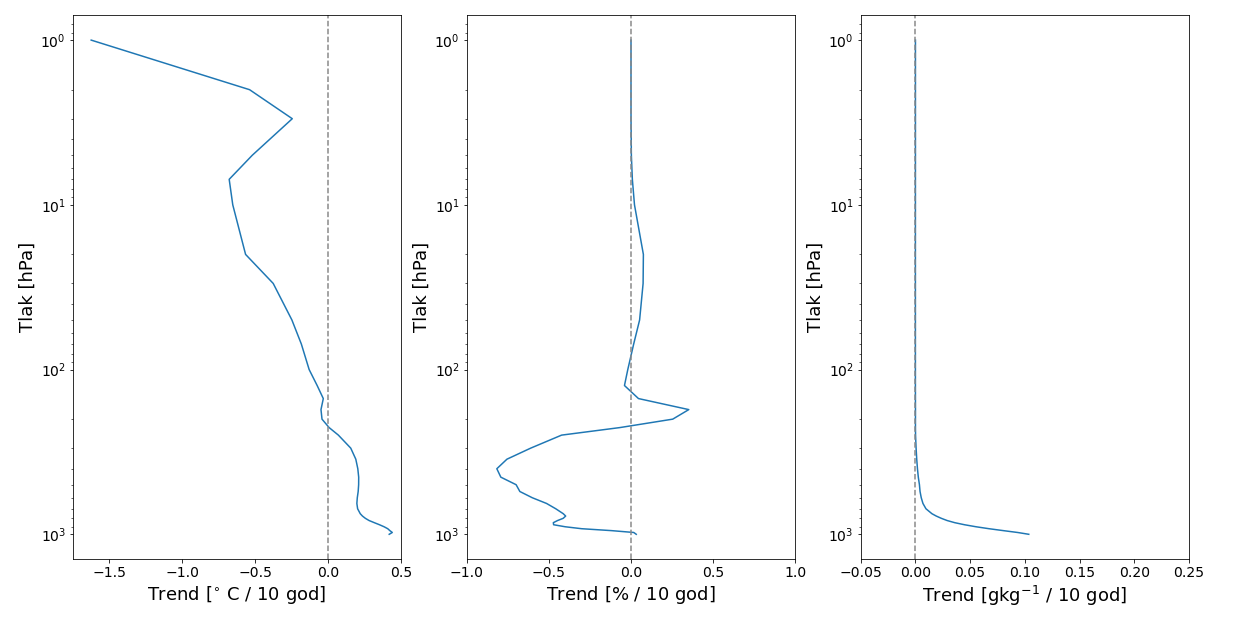 10⁰
10¹
10²
10³
Tlak [hPa]
−1.5 −1.0 −0.5 0.0 0.5
Trend [° C / 10 god]
10⁰
10¹
10²
10³
Tlak [hPa]
−1.0 −0.5 0.0 0.5 1.0
Trend [% / 10 god]
10⁰
10¹
10²
10³
Tlak [hPa]
−0.05 0.00 0.05 0.10 0.15 0.20 0.25
Trend [gkg⁻¹ / 10 god]